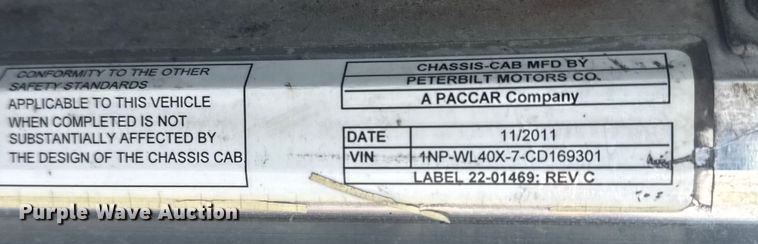 CONFORMITY TO THE OTHER
SAFETY STANDARDS
APPLICABLE TO THIS VEHICLE
WHEN COMPLETED IS NOT
SUBSTANTIALLY AFFECTED BY
THE DESIGN OF THE CHASSIS CAB.
CHASSIS-CAB MFD BY
PETERBILT MOTORS CO.
A PACCAR Company
DATE 11/2011
VIN 1NP-WL40X-7-CD169301
LABEL 22-01469: REV C
Purple Wave Auction